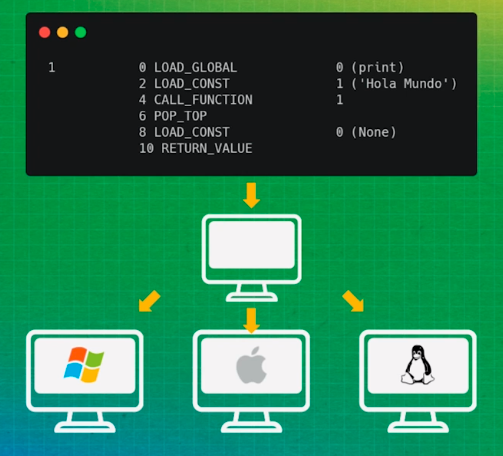 1 0 LOAD_GLOBAL 0 (print)
2 LOAD_CONST 1 ('Hola Mundo')
4 CALL_FUNCTION 1
6 POP_TOP
8 LOAD_CONST 0 (None)
10 RETURN_VALUE